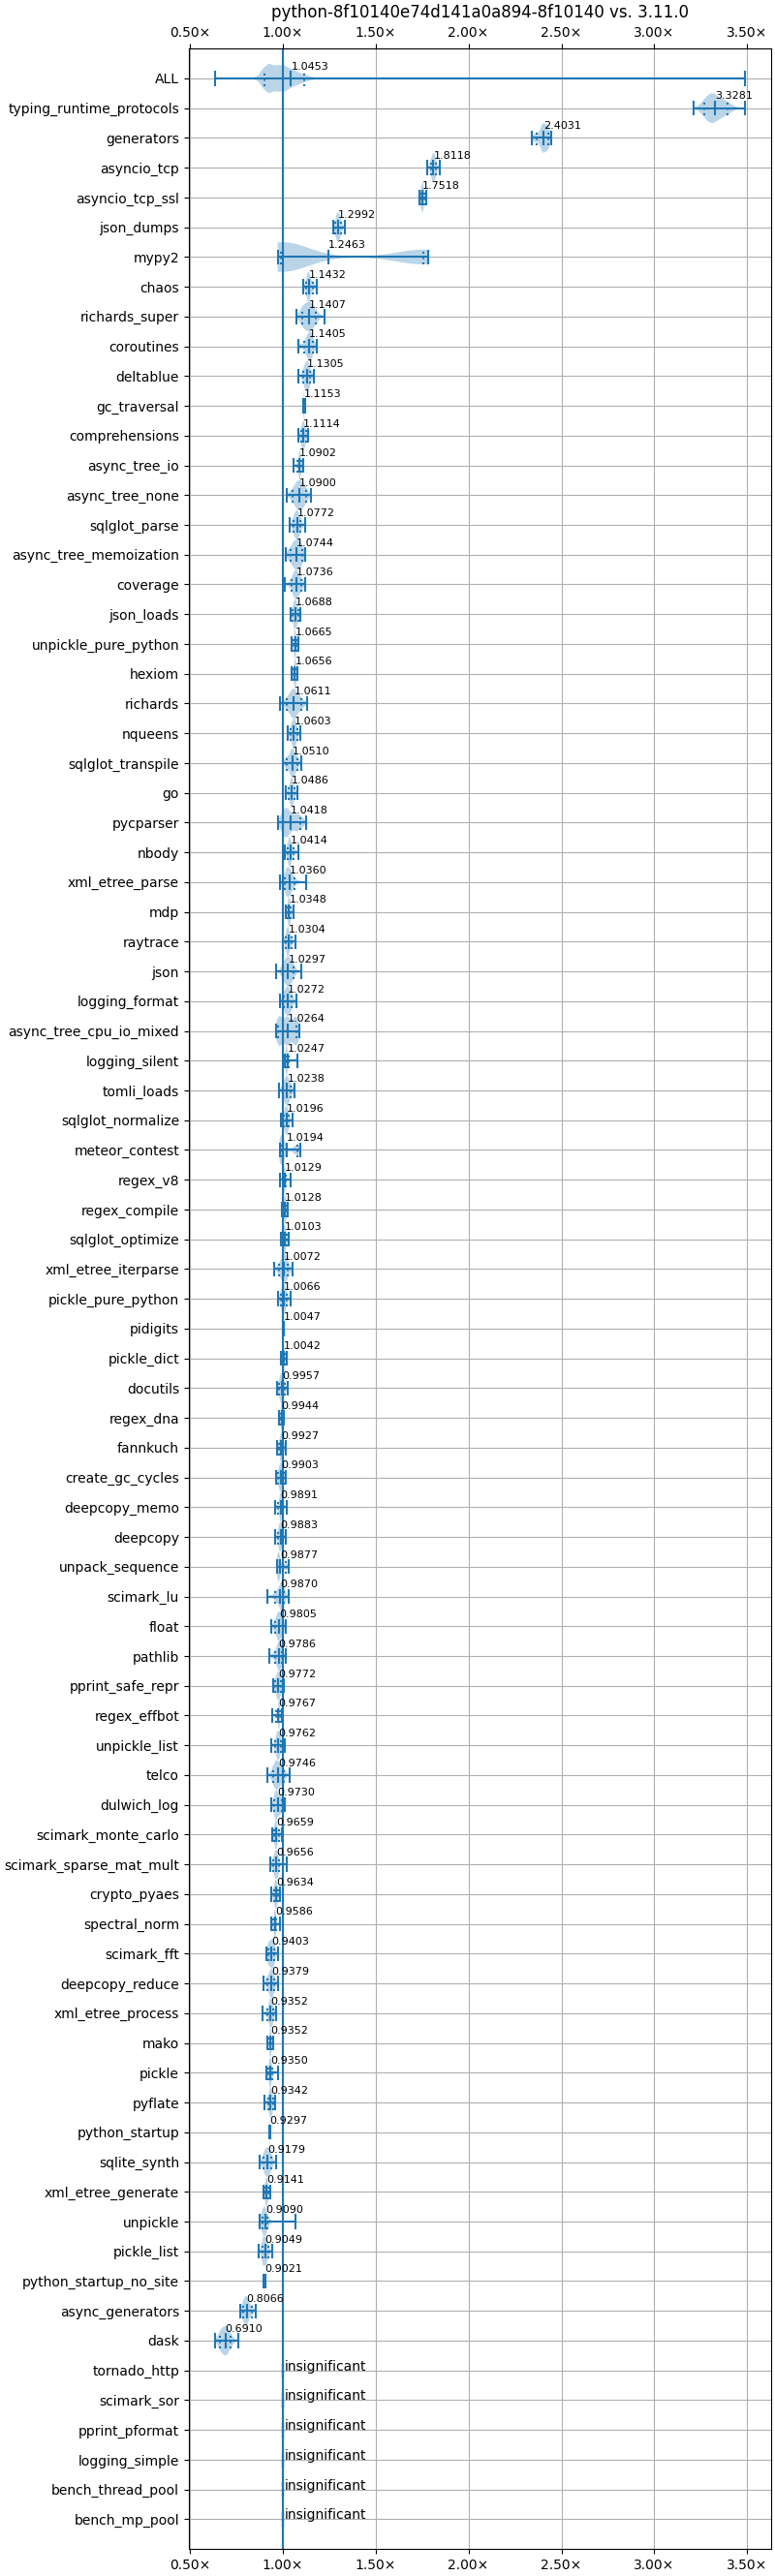 python-8f10140e74d141a0a894-8f10140 vs. 3.11.0
0.50× 1.00× 1.50× 2.00× 2.50× 3.00× 3.50×
ALL 1.0453
typing_runtime_protocols 3.3281
generators 2.4031
asyncio_tcp 1.8118
asyncio_tcp_ssl 1.7518
json_dumps 1.2992
mypy2 1.2463
chaos 1.1432
richards_super 1.1407
coroutines 1.1405
deltablue 1.1305
gc_traversal 1.1153
comprehensions 1.1114
async_tree_io 1.0902
async_tree_none 1.0900
sqlglot_parse 1.0772
async_tree_memoization 1.0744
coverage 1.0736
json_loads 1.0688
unpickle_pure_python 1.0665
hexiom 1.0656
richards 1.0611
nqueens 1.0603
sqlglot_transpile 1.0510
go 1.0486
pycparser 1.0418
nbody 1.0414
xml_etree_parse 1.0360
mdp 1.0348
raytrace 1.0304
json 1.0297
logging_format 1.0272
async_tree_cpu_io_mixed 1.0264
logging_silent 1.0247
tomli_loads 1.0238
sqlglot_normalize 1.0196
meteor_contest 1.0194
regex_v8 1.0129
regex_compile 1.0128
sqlglot_optimize 1.0103
xml_etree_iterparse 1.0072
pickle_pure_python 1.0066
pidigits 1.0047
pickle_dict 1.0042
docutils 0.9957
regex_dna 0.9944
fannkuch 0.9927
create_gc_cycles 0.9903
deepcopy_memo 0.9891
deepcopy 0.9883
unpack_sequence 0.9877
scimark_lu 0.9870
float 0.9805
pathlib 0.9786
pprint_safe_repr 0.9772
regex_effbot 0.9767
unpickle_list 0.9762
telco 0.9746
dulwich_log 0.9730
scimark_monte_carlo 0.9659
scimark_sparse_mat_mult 0.9656
crypto_pyaes 0.9634
spectral_norm 0.9586
scimark_fft 0.9403
deepcopy_reduce 0.9379
xml_etree_process 0.9352
mako 0.9352
pickle 0.9350
pyflate 0.9342
python_startup 0.9297
sqlite_synth 0.9179
xml_etree_generate 0.9141
unpickle 0.9090
pickle_list 0.9049
python_startup_no_site 0.9021
async_generators 0.8066
dask 0.6910
tornado_http insignificant
scimark_sor insignificant
pprint_pformat insignificant
logging_simple insignificant
bench_thread_pool insignificant
bench_mp_pool insignificant
0.50× 1.00× 1.50× 2.00× 2.50× 3.00× 3.50×